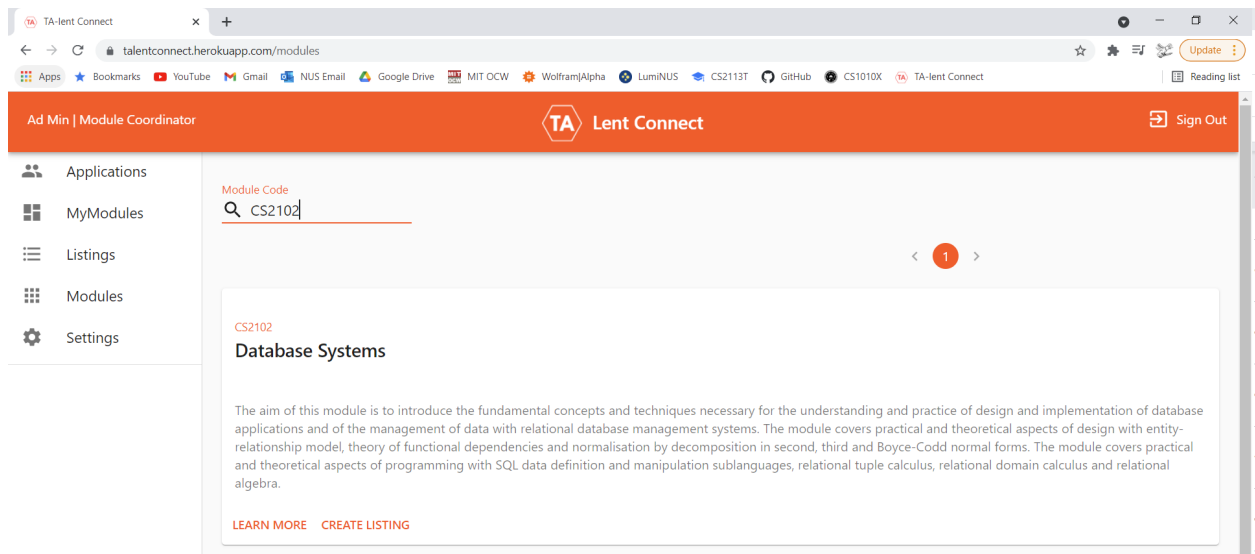 TA TA-lent Connect
talentconnect.herokuapp.com/modules
Update
Apps Bookmarks YouTube Gmail NUS Email Google Drive MIT OCW Wolfram|Alpha LumiNUS CS2113T GitHub CS1010X TA TA-lent Connect Reading list
Ad Min | Module Coordinator
TA Lent Connect
Sign Out
Applications
MyModules
Listings
Modules
Settings
Module Code
CS2102
1
CS2102
Database Systems
The aim of this module is to introduce the fundamental concepts and techniques necessary for the understanding and practice of design and implementation of database
applications and of the management of data with relational database management systems. The module covers practical and theoretical aspects of design with entity-
relationship model, theory of functional dependencies and normalisation by decomposition in second, third and Boyce-Codd normal forms. The module covers practical
and theoretical aspects of programming with SQL data definition and manipulation sublanguages, relational tuple calculus, relational domain calculus and relational
algebra.
LEARN MORE CREATE LISTING